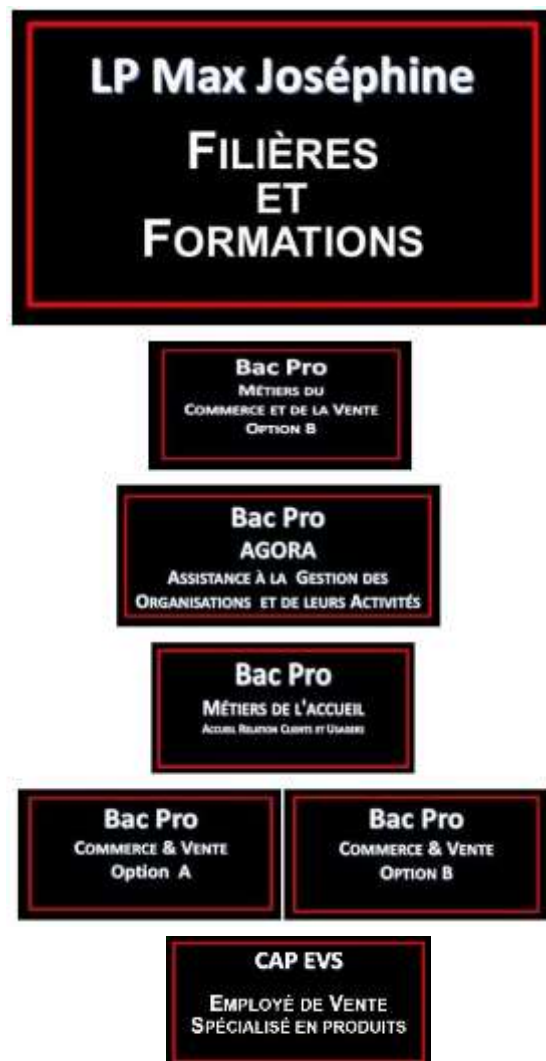 LP Max Joséphine
FILIÈRES
ET
FORMATIONS
Bac Pro
MÉTIERS DU
COMMERCE ET DE LA VENTE
OPTION B
Bac Pro
AGORA
ASSISTANCE À LA GESTION DES
ORGANISATIONS ET DE LEURS ACTIVITÉS
Bac Pro
MÉTIERS DE L'ACCUEIL
ACCUEIL RELATION CLIENTS ET USAGERS
Bac Pro
COMMERCE & VENTE
Option A
Bac Pro
COMMERCE & VENTE
OPTION B
CAP EVS
EMPLOYÉ DE VENTE
SPÉCIALISÉ EN PRODUITS